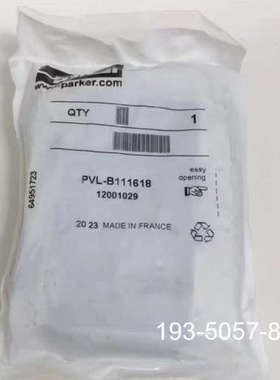 www.parker.com
QTY
1
64951723
easy
opening
PVL-B111618
12001029
20 23 MADE IN FRANCE
193-5057-8